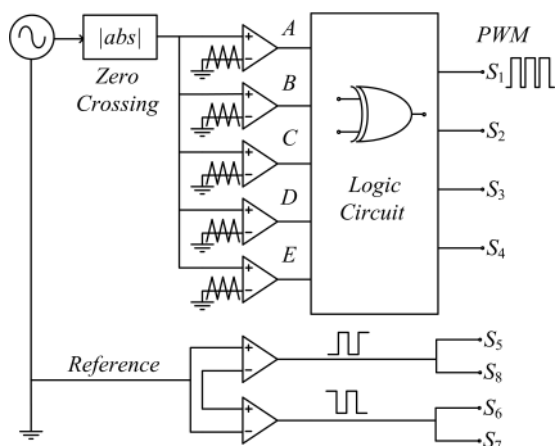 |abs|
Zero
Crossing
A
B
C
D
E
Logic
Circuit
PWM
S1
S2
S3
S4
Reference
S5
S8
S6
S7